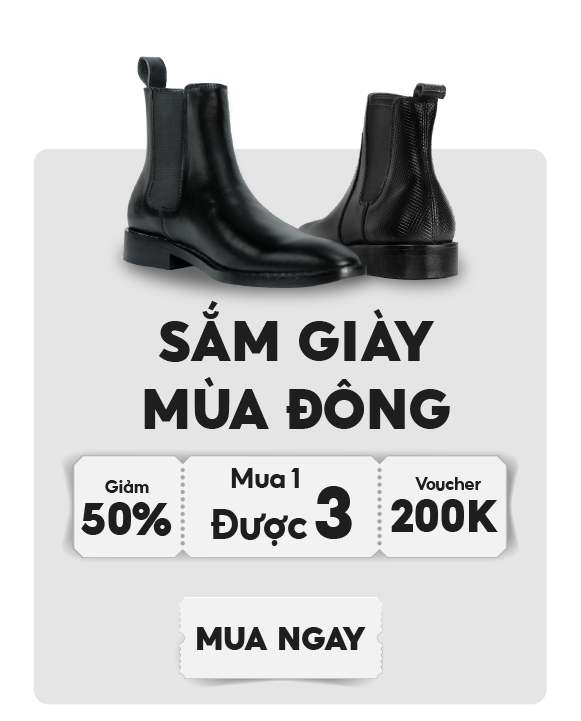 SẮM GIÀY
MÙA ĐÔNG
Giảm
50%
Mua 1
Được 3
Voucher
200K
MUA NGAY